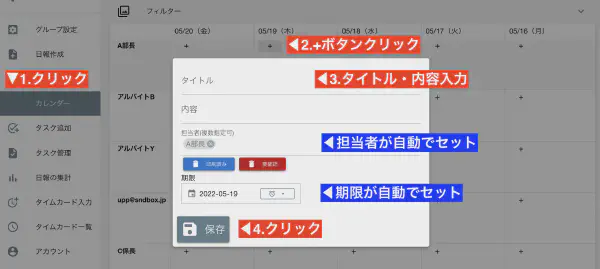 フィルター
グループ設定
日報作成
▼1.クリック
カレンダー
タスク追加
タスク管理
日報の集計
タイムカード入力
タイムカード一覧
アカウント
05/20（金） 05/19（木） 05/17（火） 05/16（月）
A部長 + + + +
◀2.+ボタンクリック
アルバイトB +
アルバイトY +
upp@sndbox.jp +
C係長 + + + + +
タイトル
◀3.タイトル・内容入力
内容
担当者(複数指定可)
A部長
◀担当者が自動でセット
期限
2022-05-19
◀期限が自動でセット
保存
◀4.クリック